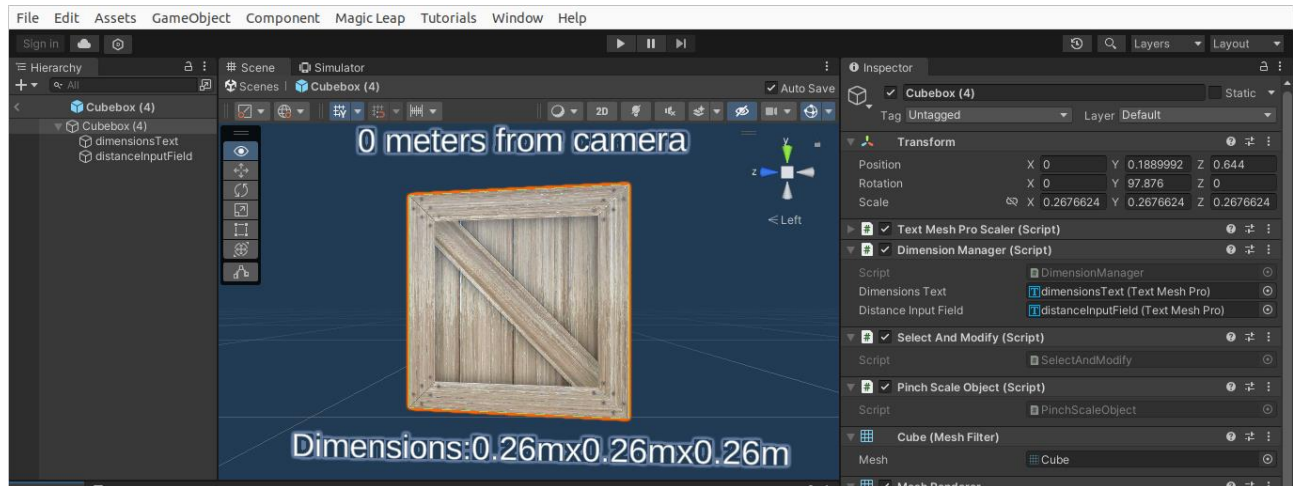 File Edit Assets GameObject Component Magic Leap Tutorials Window Help
Sign in Layers Layout
Hierarchy
All
Cubebox (4)
Cubebox (4)
dimensionsText
distanceInputField
Scene Simulator
Scenes Cubebox (4) Auto Save
2D
0 meters from camera
y
z
Left
Dimensions:0.26mx0.26mx0.26m
Inspector
Cubebox (4) Static
Tag Untagged Layer Default
Transform
Position X 0 Y 0.1889992 Z 0.644
Rotation X 0 Y 97.876 Z 0
Scale X 0.2676624 Y 0.2676624 Z 0.2676624
# Text Mesh Pro Scaler (Script)
# Dimension Manager (Script)
Script DimensionManager
Dimensions Text dimensionsText (Text Mesh Pro)
Distance Input Field distanceInputField (Text Mesh Pro)
# Select And Modify (Script)
Script SelectAndModify
# Pinch Scale Object (Script)
Script PinchScaleObject
Cube (Mesh Filter)
Mesh Cube
Mesh Renderer